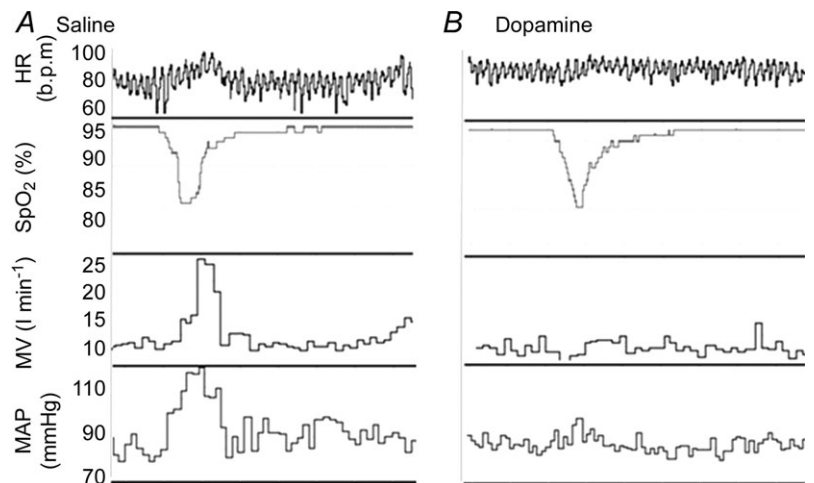 A Saline
B Dopamine
HR
(b.p.m)
100
80
60
SpO₂ (%)
95
90
85
80
MV (l min⁻¹)
25
20
15
10
MAP
(mmHg)
110
90
70